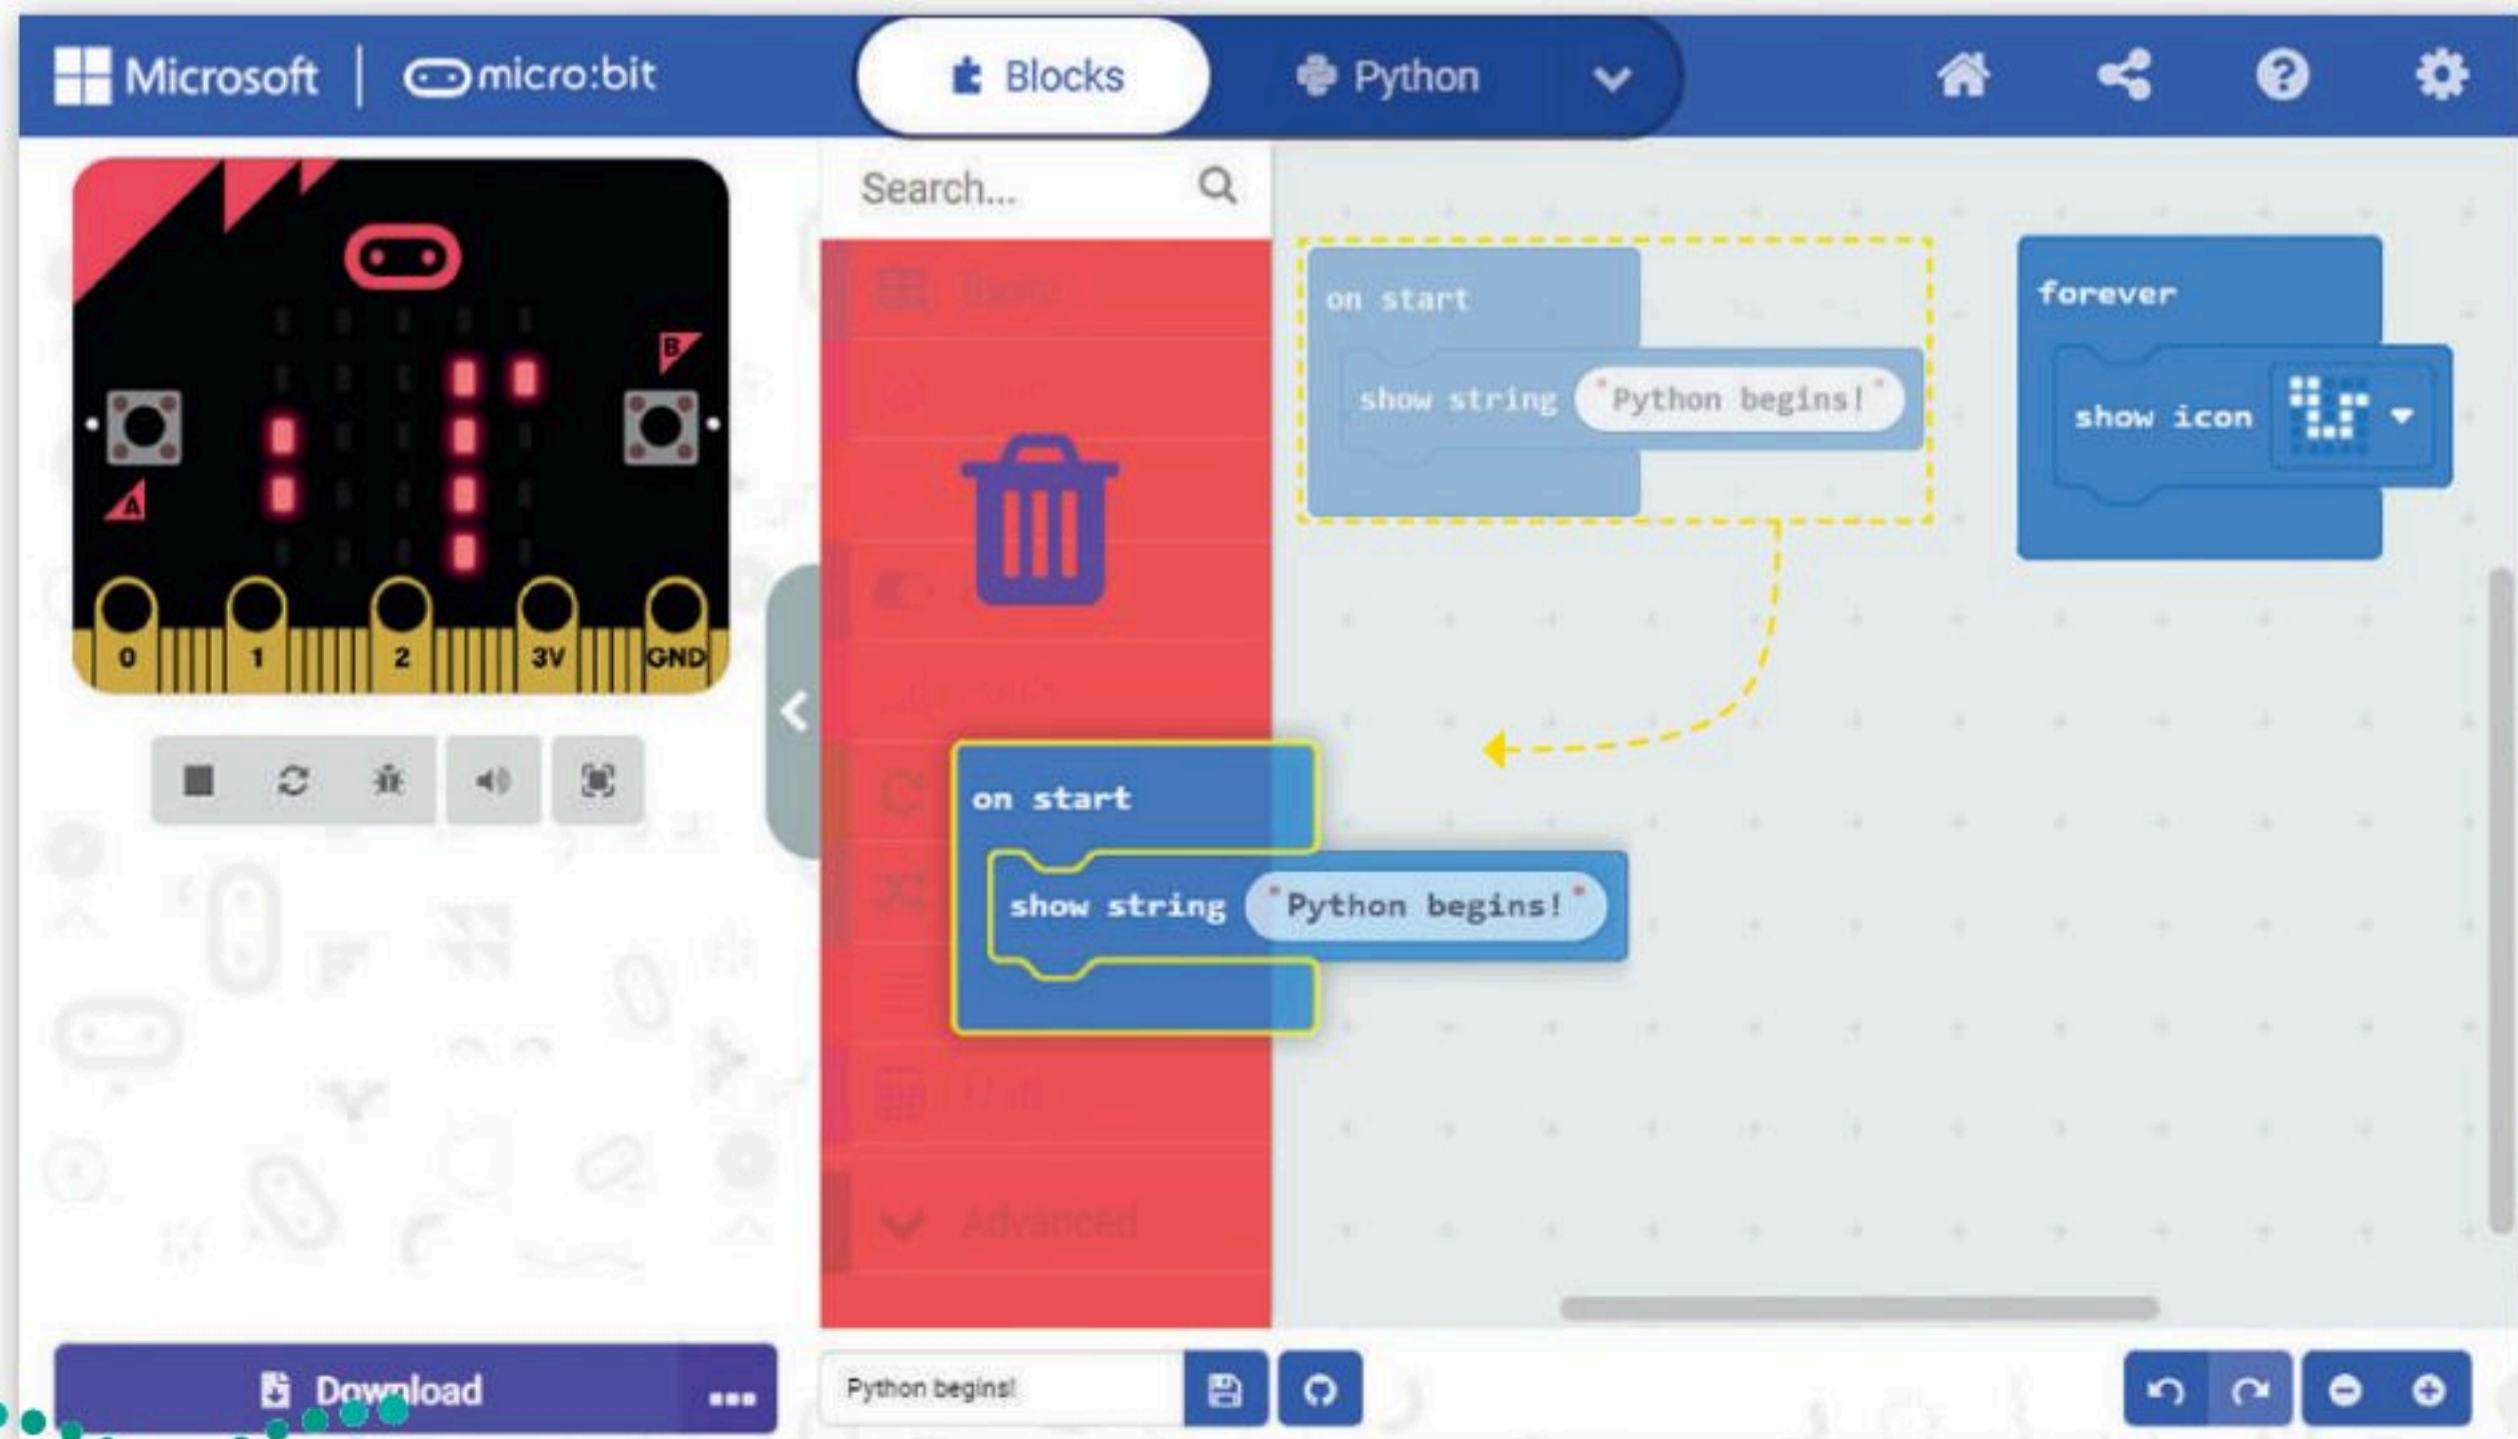 Microsoft | micro:bit
Blocks
Python
Search...
on start
show string "Python begins!"
forever
show icon
B
A
0 1 2 3V GND
on start
show string "Python begins!"
Advanced
Download
Python begins!